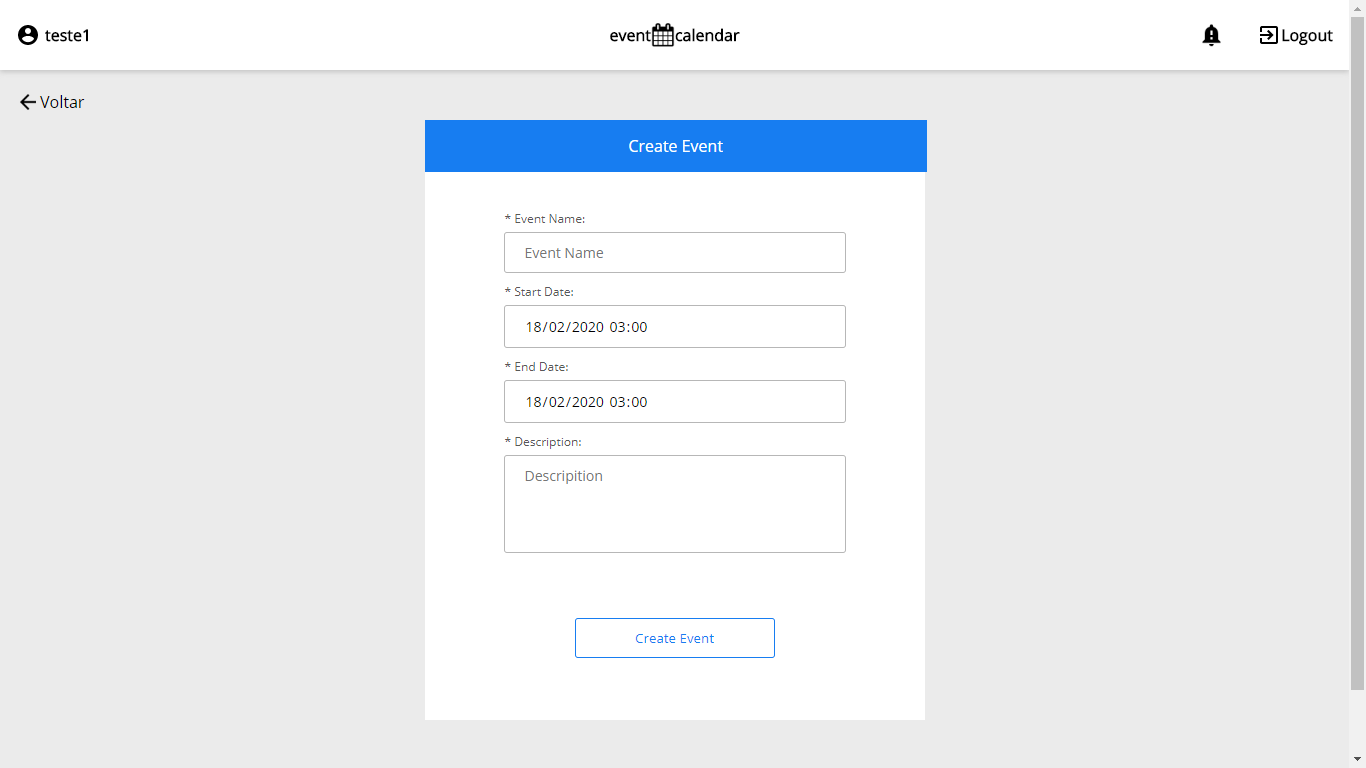 teste1
event calendar
Logout
Voltar
Create Event
* Event Name:
Event Name
* Start Date:
18/02/2020 03:00
* End Date:
18/02/2020 03:00
* Description:
Descripition
Create Event